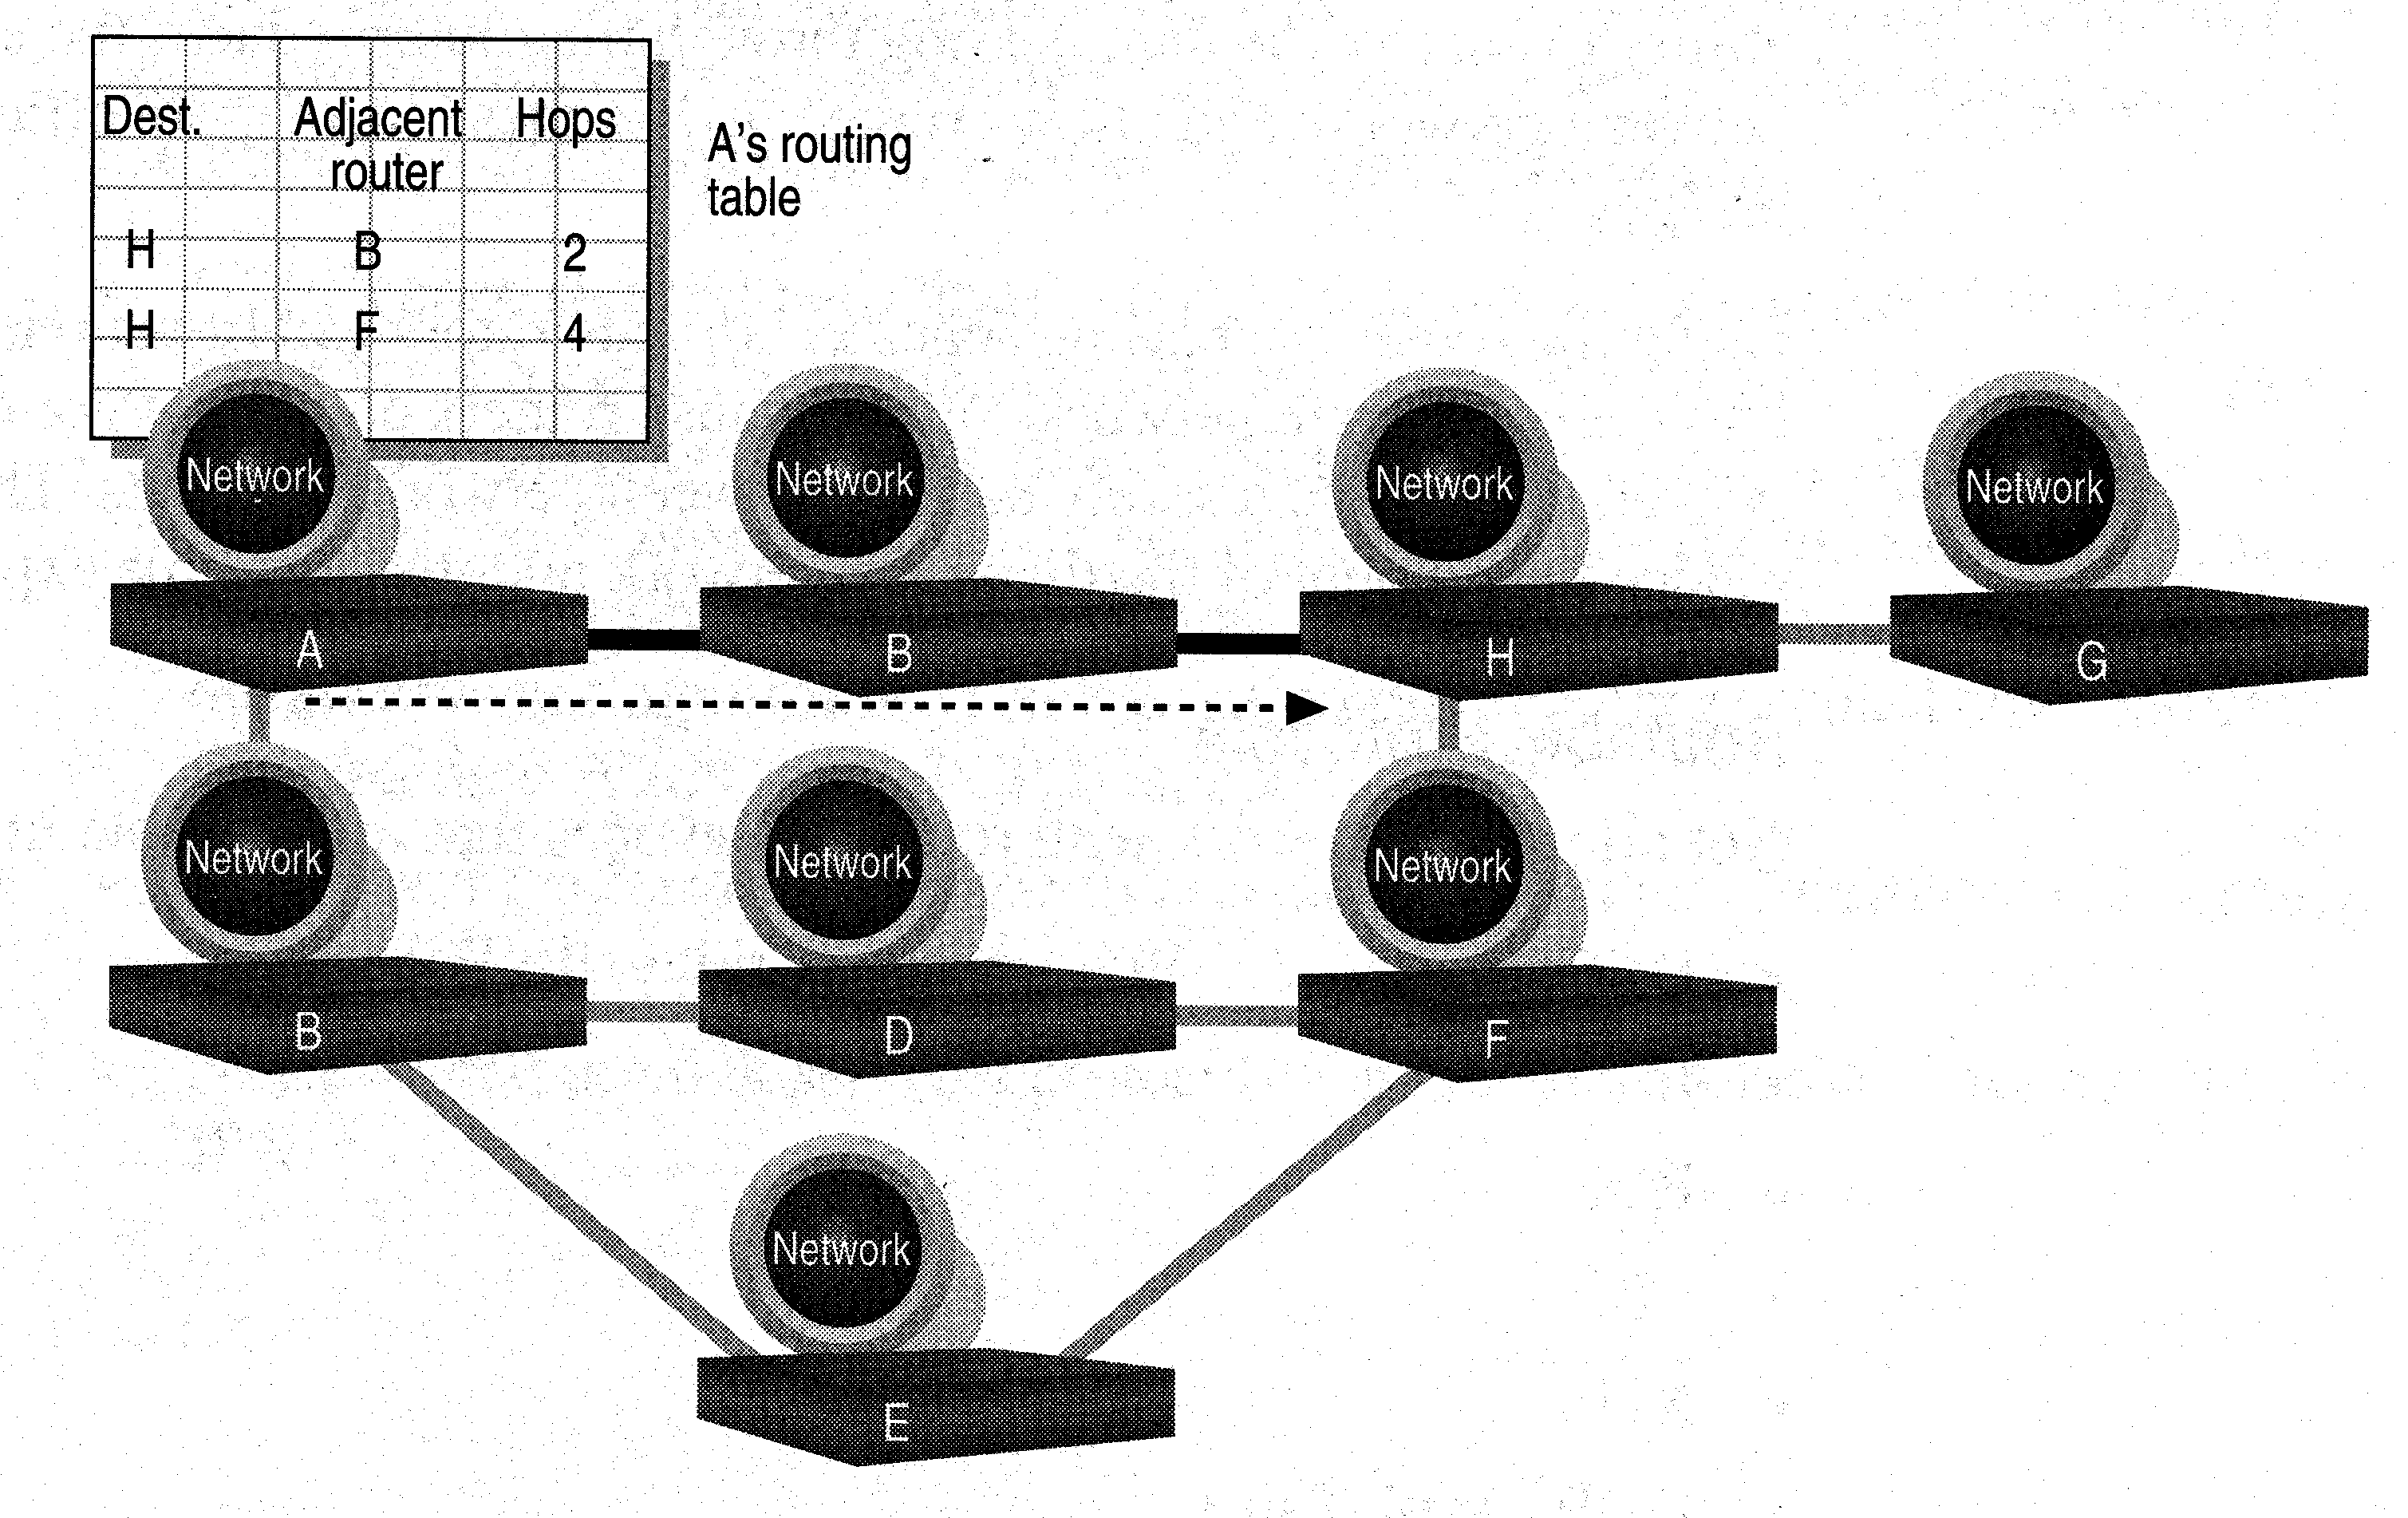 Dest. Adjacent Hops
router
H B 2
H F 4
A's routing
table
Network Network Network Network
A B H G
Network Network Network
B D F
Network
E